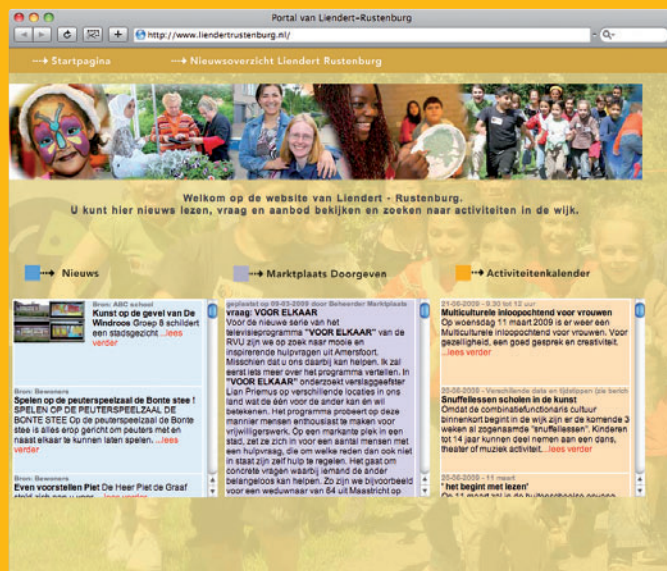 Portal van Liendert-Rustenburg
http://www.liendertrustenburg.nl/
Startpagina
Nieuwsoverzicht Liendert Rustenburg
Welkom op de website van Liendert - Rustenburg.
U kunt hier nieuws lezen, vraag en aanbod bekijken en zoeken naar activiteiten in de wijk.
Nieuws
Bron: ABC school
Kunst op de gevel van De
Windroos Groep 8 schildert
een stadsgezicht ...lees
verder
Bron: Bewoners
Spelen op de peuterspeelzaal de Bonte stee !
SPELEN OP DE PEUTERSPEELZAAL DE
BONTE STEE Op de peuterspeelzaal de Bonte
stee is alles erop gericht om peuters met en
naast elkaar te kunnen laten spelen. ...lees
verder
Bron: Bewoners
Even voorstellen Piet De Heer Piet de Graaf
Marktplaats Doorgeven
geplaatst op 09-03-2009 door Beheerder Marktplaats
vraag: VOOR ELKAAR
Voor de nieuwe serie van het
televisieprogramma "VOOR ELKAAR" van de
RVU zijn we op zoek naar mooie en
inspirerende hulpvragen uit Amersfoort.
Misschien dat u ons daarbij kan helpen. Ik zal
eerst iets meer over het programma vertellen. In
"VOOR ELKAAR" onderzoekt verslaggeefster
Lian Priemus op verschillende locaties in ons
land wat de één voor de ander kan én wil
betekenen. Het programma probeert op deze
manier mensen enthousiast te maken voor
vrijwilligerswerk. Op een markante plek in een
stad, zet ze zich in voor een aantal mensen met
een hulpvraag, die om welke reden dan ook niet
in staat zijn zelf hulp te regelen. Het gaat om
concrete vragen waarbij iemand de ander
belangeloos kan helpen. Zo zijn we bijvoorbeeld
voor een weduwnaar van 64 uit Maastricht op
Activiteitenkalender
21-06-2009 - 9.30 tot 12 uur
Multiculturele inloopochtend voor vrouwen
Op woensdag 11 maart 2009 is er weer een
Multiculturele inloopochtend voor vrouwen. Voor
gezelligheid, een goed gesprek en creativiteit.
...lees verder
20-06-2009 - Verschillende data en tijdstippen (zie berich
Snuffellessen scholen in de kunst
Omdat de combinatiefunctionaris cultuur
binnenkort begint in de wijk zijn er de komende 3
weken al zogenaamde "snuffellessen". Kinderen
tot 14 jaar kunnen deel nemen aan een dans,
theater of muziek activiteit....lees verder
25-06-2009 - 11 maart
' het begint met lezen'